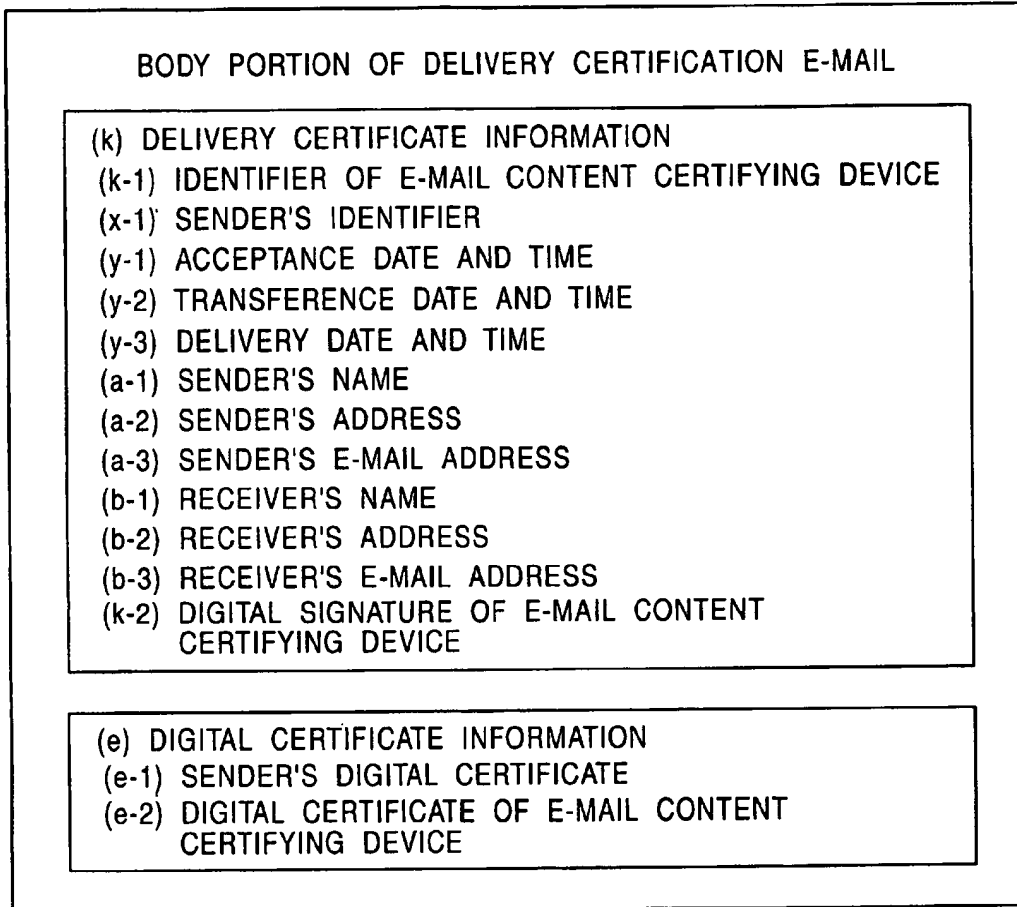 BODY PORTION OF DELIVERY CERTIFICATION E-MAIL
(k) DELIVERY CERTIFICATE INFORMATION
(k-1) IDENTIFIER OF E-MAIL CONTENT CERTIFYING DEVICE
(x-1) SENDER'S IDENTIFIER
(y-1) ACCEPTANCE DATE AND TIME
(y-2) TRANSFERENCE DATE AND TIME
(y-3) DELIVERY DATE AND TIME
(a-1) SENDER'S NAME
(a-2) SENDER'S ADDRESS
(a-3) SENDER'S E-MAIL ADDRESS
(b-1) RECEIVER'S NAME
(b-2) RECEIVER'S ADDRESS
(b-3) RECEIVER'S E-MAIL ADDRESS
(k-2) DIGITAL SIGNATURE OF E-MAIL CONTENT
CERTIFYING DEVICE
(e) DIGITAL CERTIFICATE INFORMATION
(e-1) SENDER'S DIGITAL CERTIFICATE
(e-2) DIGITAL CERTIFICATE OF E-MAIL CONTENT
CERTIFYING DEVICE